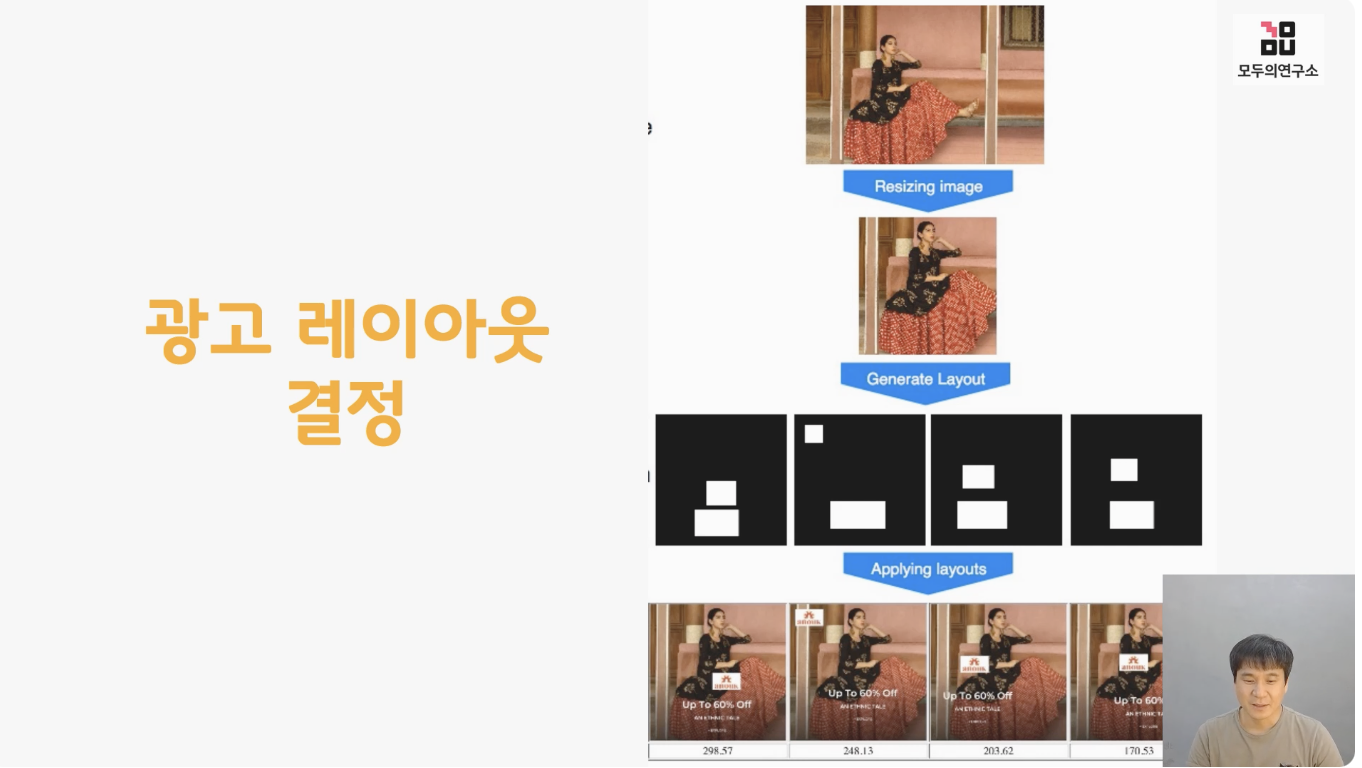 모두의연구소
광고 레이아웃
결정
Resizing image
Generate Layout
Applying layouts
Up To 60% Off
AN ETHNIC TALE
298.57
Up To 60% Off
AN ETHNIC TALE
248.13
Up To 60% Off
AN ETHNIC TALE
203.62
Up To 60%
AN ETHNIC TA
170.53